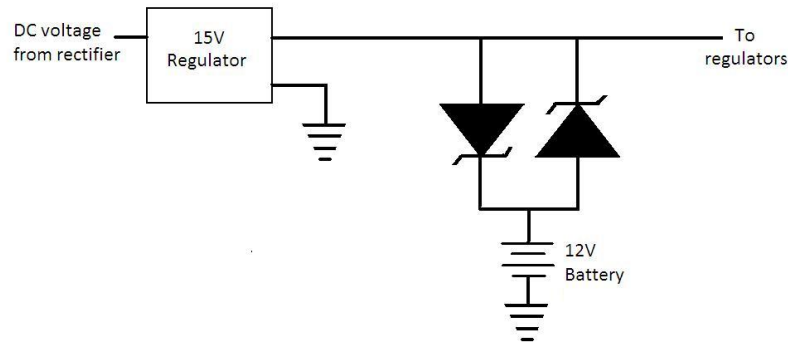 DC voltage
from rectifier
15V
Regulator
To
regulators
12V
Battery